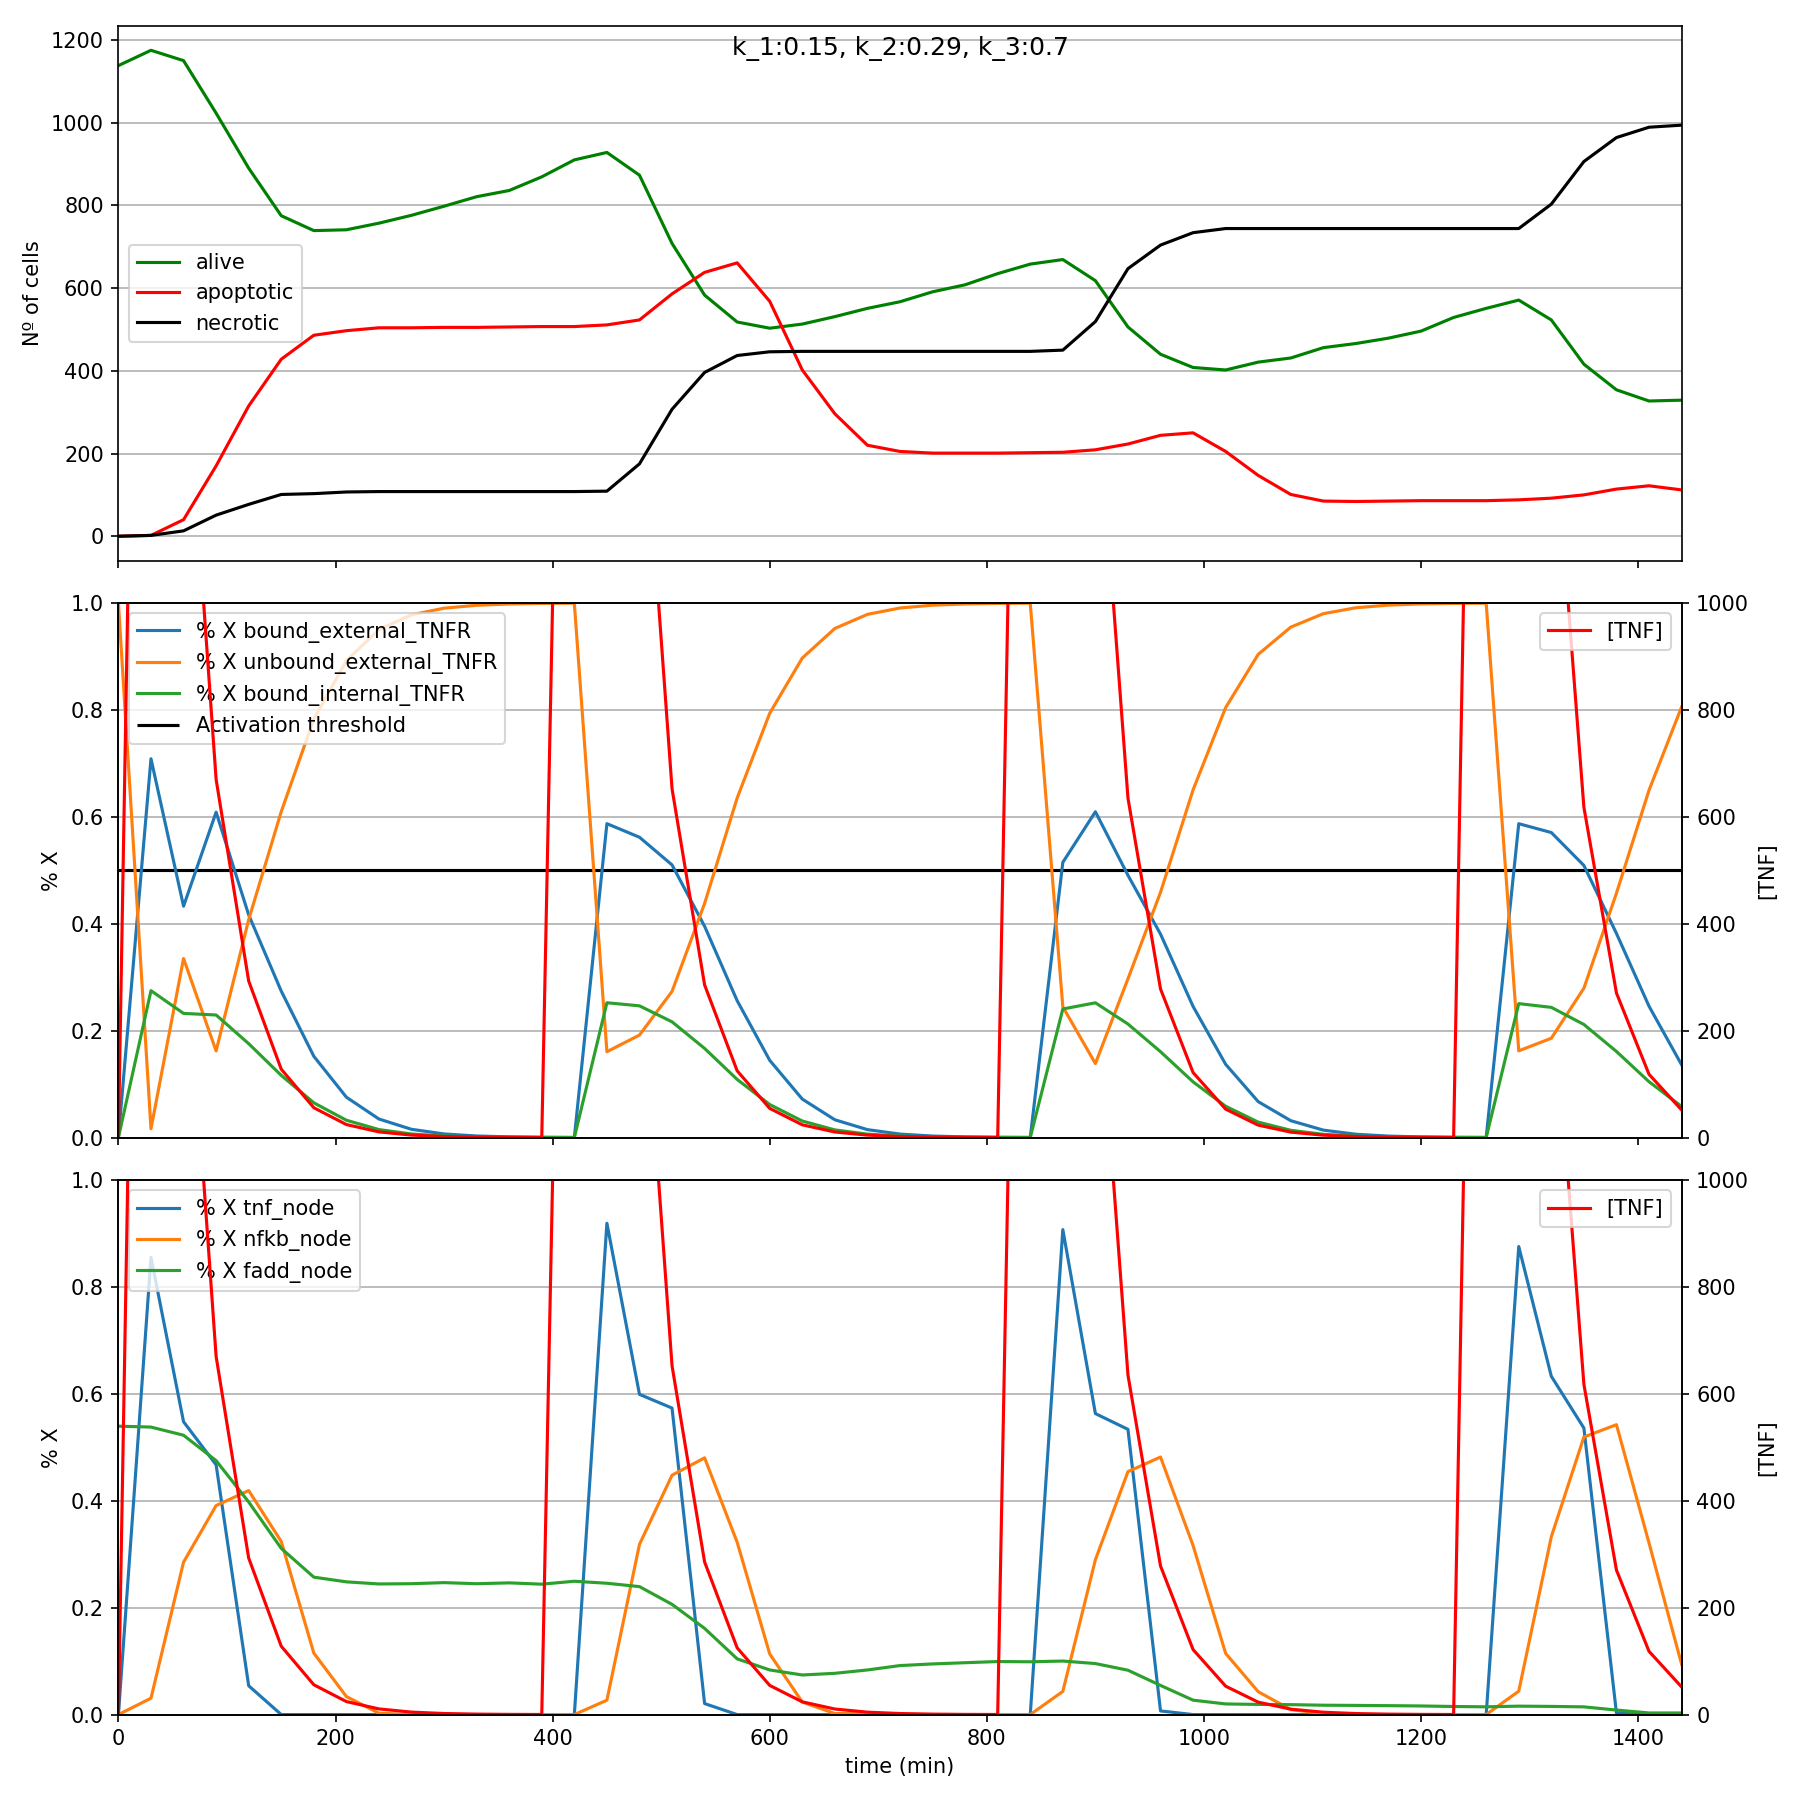 k_1:0.15, k_2:0.29, k_3:0.7
1200
1000
800
600
400
200
0
Nº of cells
alive
apoptotic
necrotic
1.0
0.8
0.6
0.4
0.2
0.0
% X
% X bound_external_TNFR
% X unbound_external_TNFR
% X bound_internal_TNFR
Activation threshold
[TNF]
1000
800
600
400
200
0
[TNF]
1.0
0.8
0.6
0.4
0.2
0.0
% X
% X tnf_node
% X nfkb_node
% X fadd_node
[TNF]
1000
800
600
400
200
0
[TNF]
0 200 400 600 800 1000 1200 1400
time (min)